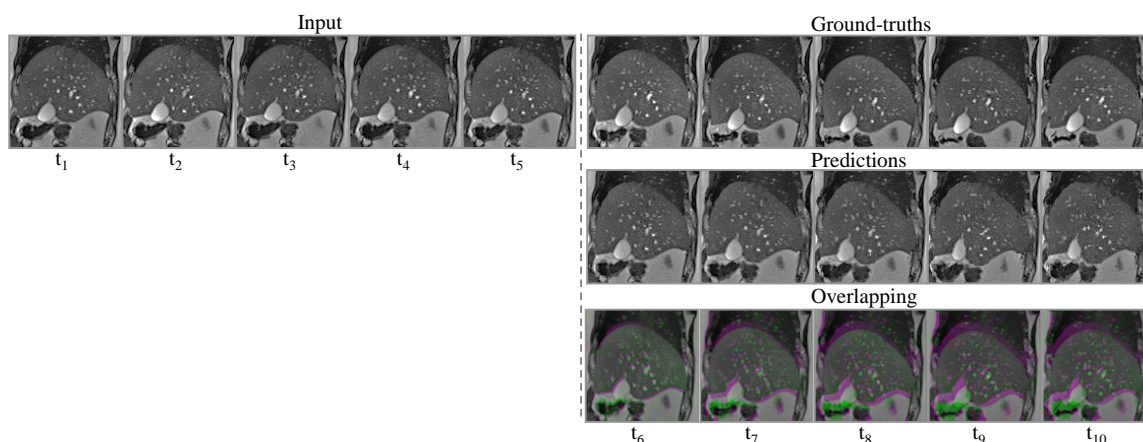 Input
Ground-truths
t₁ t₂ t₃ t₄ t₅
Predictions
Overlapping
t₆ t₇ t₈ t₉ t₁₀